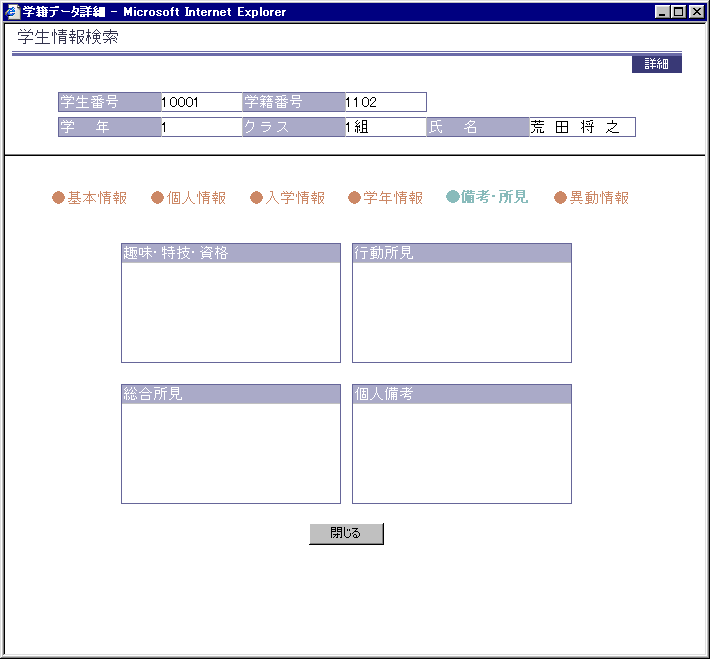 学籍データ詳細 - Microsoft Internet Explorer
学生情報検索
詳細
学生番号 10001 学籍番号 1102
学　年 1 クラス 1組 氏　名 荒 田 将 之
●基本情報 ●個人情報 ●入学情報 ●学年情報 ●備考・所見 ●異動情報
趣味・特技・資格 行動所見
総合所見 個人備考
閉じる